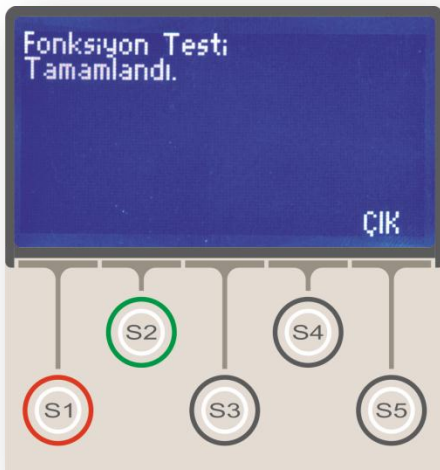 Fonksiyon Testi
Tamamlandı.
ÇIK
S2
S4
S1
S3
S5